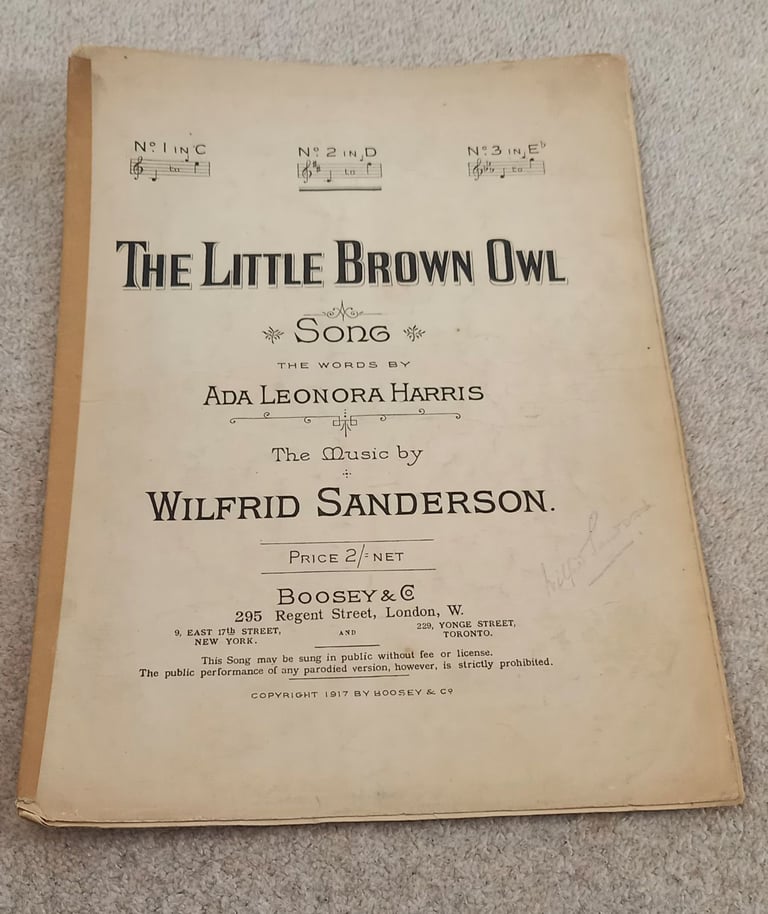 Nº 1 IN C
Nº 2 IN D
Nº 3 IN E♭
to
to
to
THE LITTLE BROWN OWL
SONG
THE WORDS BY
ADA LEONORA HARRIS
The Music by
WILFRID SANDERSON.
PRICE 2/= NET
BOOSEY & Cº
295 Regent Street, London, W.
9, EAST 17th STREET,
NEW YORK.
AND
229, YONGE STREET,
TORONTO.
This Song may be sung in public without fee or license.
The public performance of any parodied version, however, is strictly prohibited.
COPYRIGHT 1917 BY BOOSEY & Cº